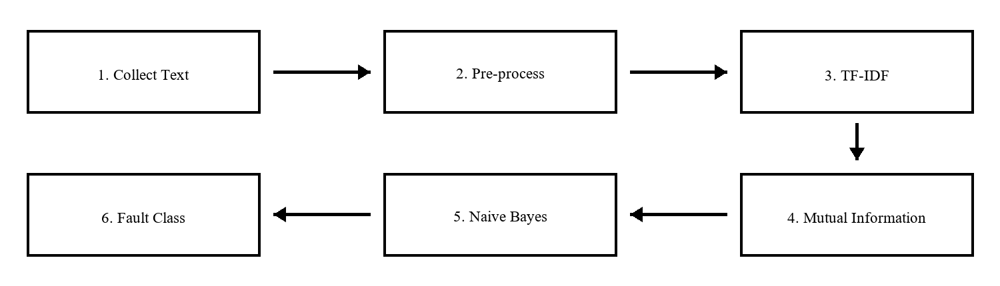 1. Collect Text
2. Pre-process
3. TF-IDF
4. Mutual Information
5. Naive Bayes
6. Fault Class